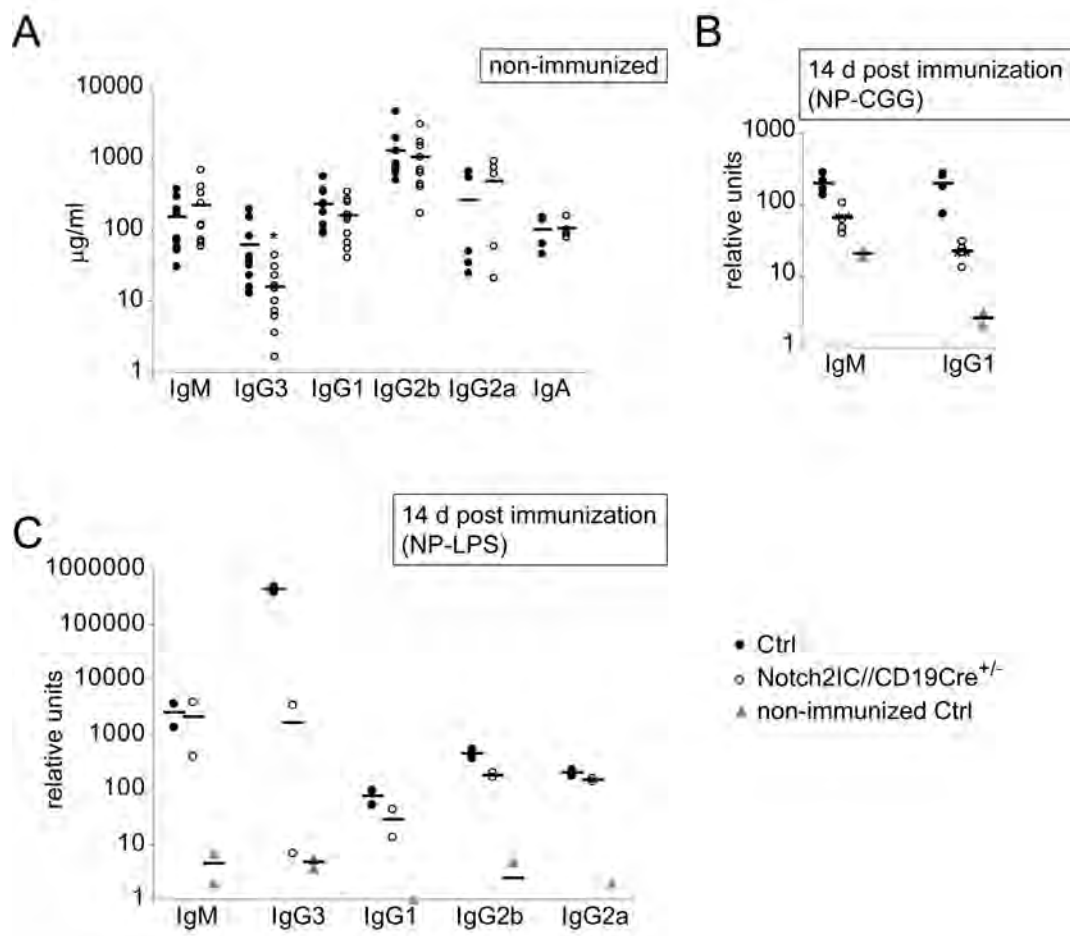 A
non-immunized
10000
1000
100
10
1
µg/ml
*
IgM IgG3 IgG1 IgG2b IgG2a IgA
B
14 d post immunization
(NP-CGG)
1000
100
10
1
relative units
**
IgM IgG1
C
14 d post immunization
(NP-LPS)
1000000
100000
10000
1000
100
10
1
relative units
IgM IgG3 IgG1 IgG2b IgG2a
Ctrl
Notch2IC//CD19Cre+/-
non-immunized Ctrl